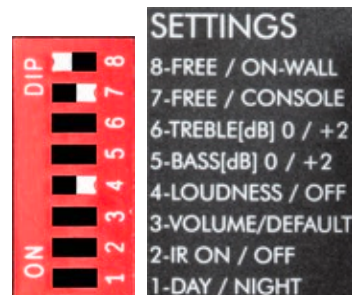 DIP
8
7
6
5
4
3
2
1
ON
SETTINGS
8-FREE / ON-WALL
7-FREE / CONSOLE
6-TREBLE[dB] 0 / +2
5-BASS[dB] 0 / +2
4-LOUDNESS / OFF
3-VOLUME/DEFAULT
2-IR ON / OFF
1-DAY / NIGHT